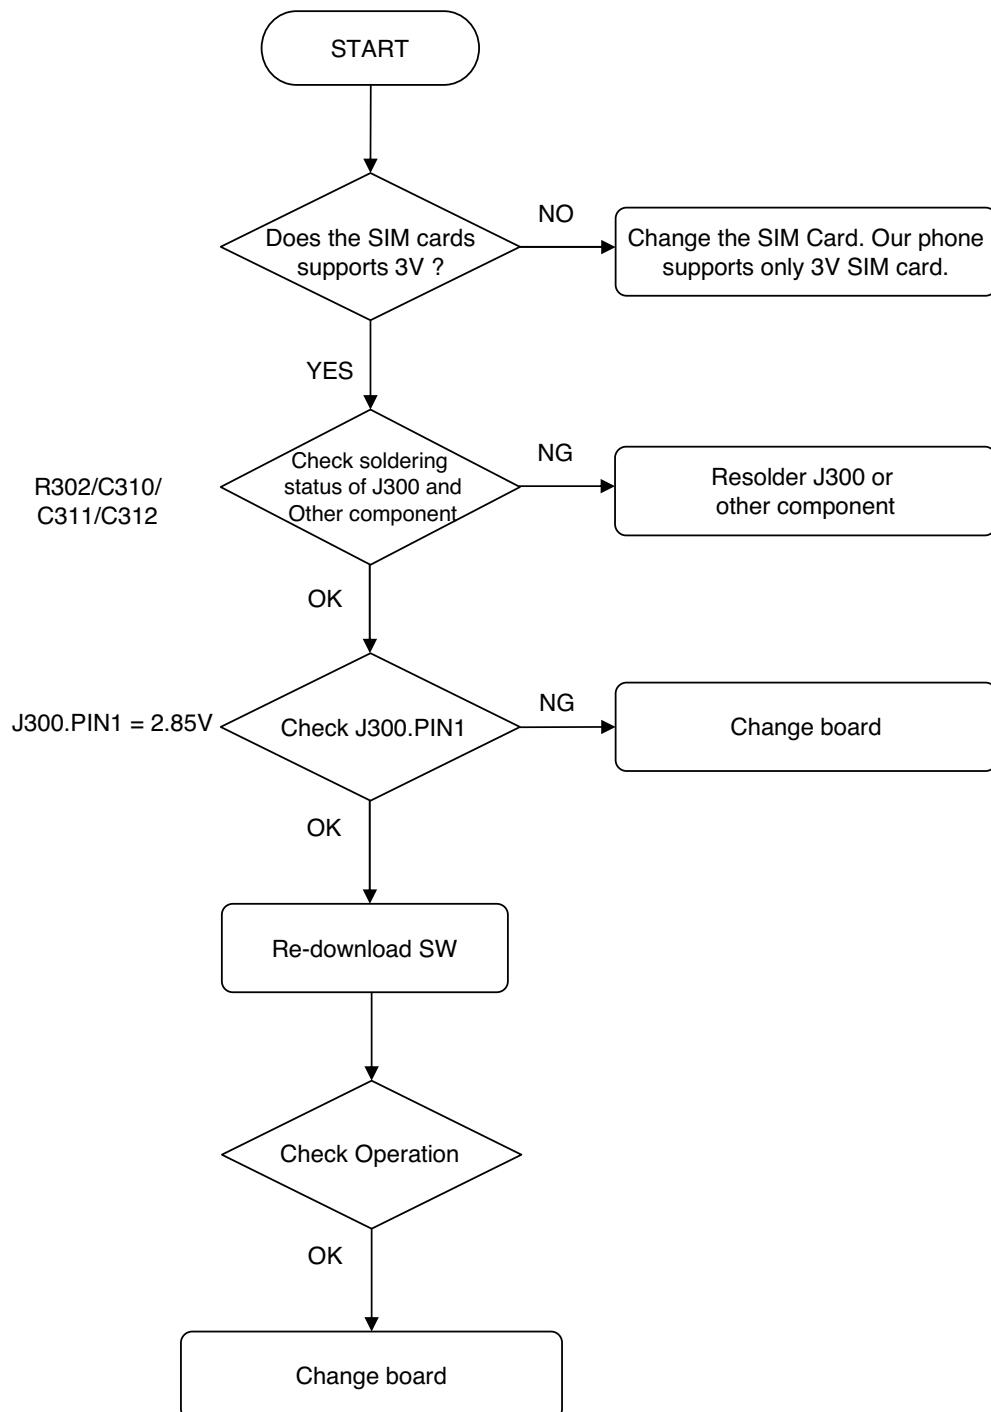 START
Does the SIM cards
supports 3V ?
NO
Change the SIM Card. Our phone
supports only 3V SIM card.
YES
R302/C310/
C311/C312
Check soldering
status of J300 and
Other component
NG
Resolder J300 or
other component
OK
J300.PIN1 = 2.85V
Check J300.PIN1
NG
Change board
OK
Re-download SW
Check Operation
OK
Change board